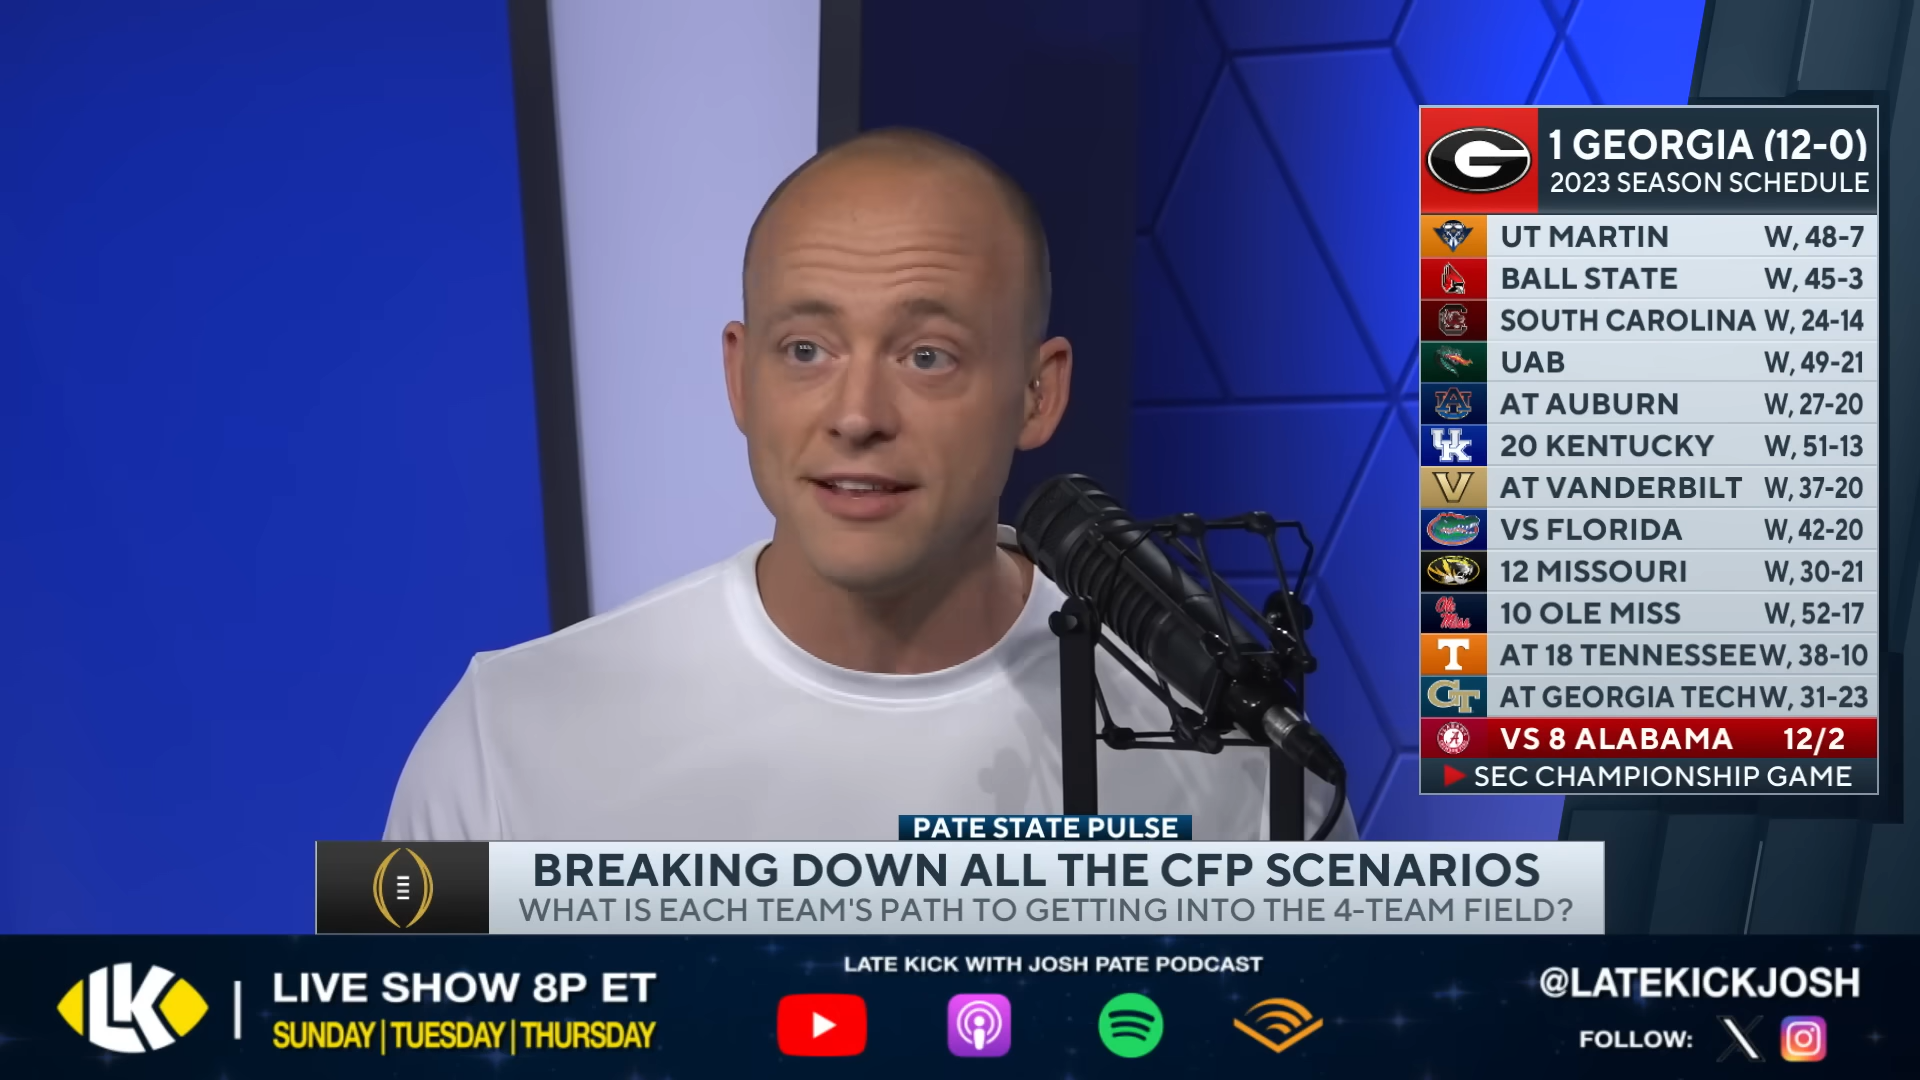 1 GEORGIA (12-0)
2023 SEASON SCHEDULE
UT MARTIN W, 48-7
BALL STATE W, 45-3
SOUTH CAROLINA W, 24-14
UAB W, 49-21
AT AUBURN W, 27-20
20 KENTUCKY W, 51-13
AT VANDERBILT W, 37-20
VS FLORIDA W, 42-20
12 MISSOURI W, 30-21
10 OLE MISS W, 52-17
AT 18 TENNESSEE W, 38-10
AT GEORGIA TECH W, 31-23
VS 8 ALABAMA 12/2
SEC CHAMPIONSHIP GAME
PATE STATE PULSE
BREAKING DOWN ALL THE CFP SCENARIOS
WHAT IS EACH TEAM'S PATH TO GETTING INTO THE 4-TEAM FIELD?
LK
LIVE SHOW 8P ET
SUNDAY | TUESDAY | THURSDAY
LATE KICK WITH JOSH PATE PODCAST
@LATEKICKJOSH
FOLLOW: